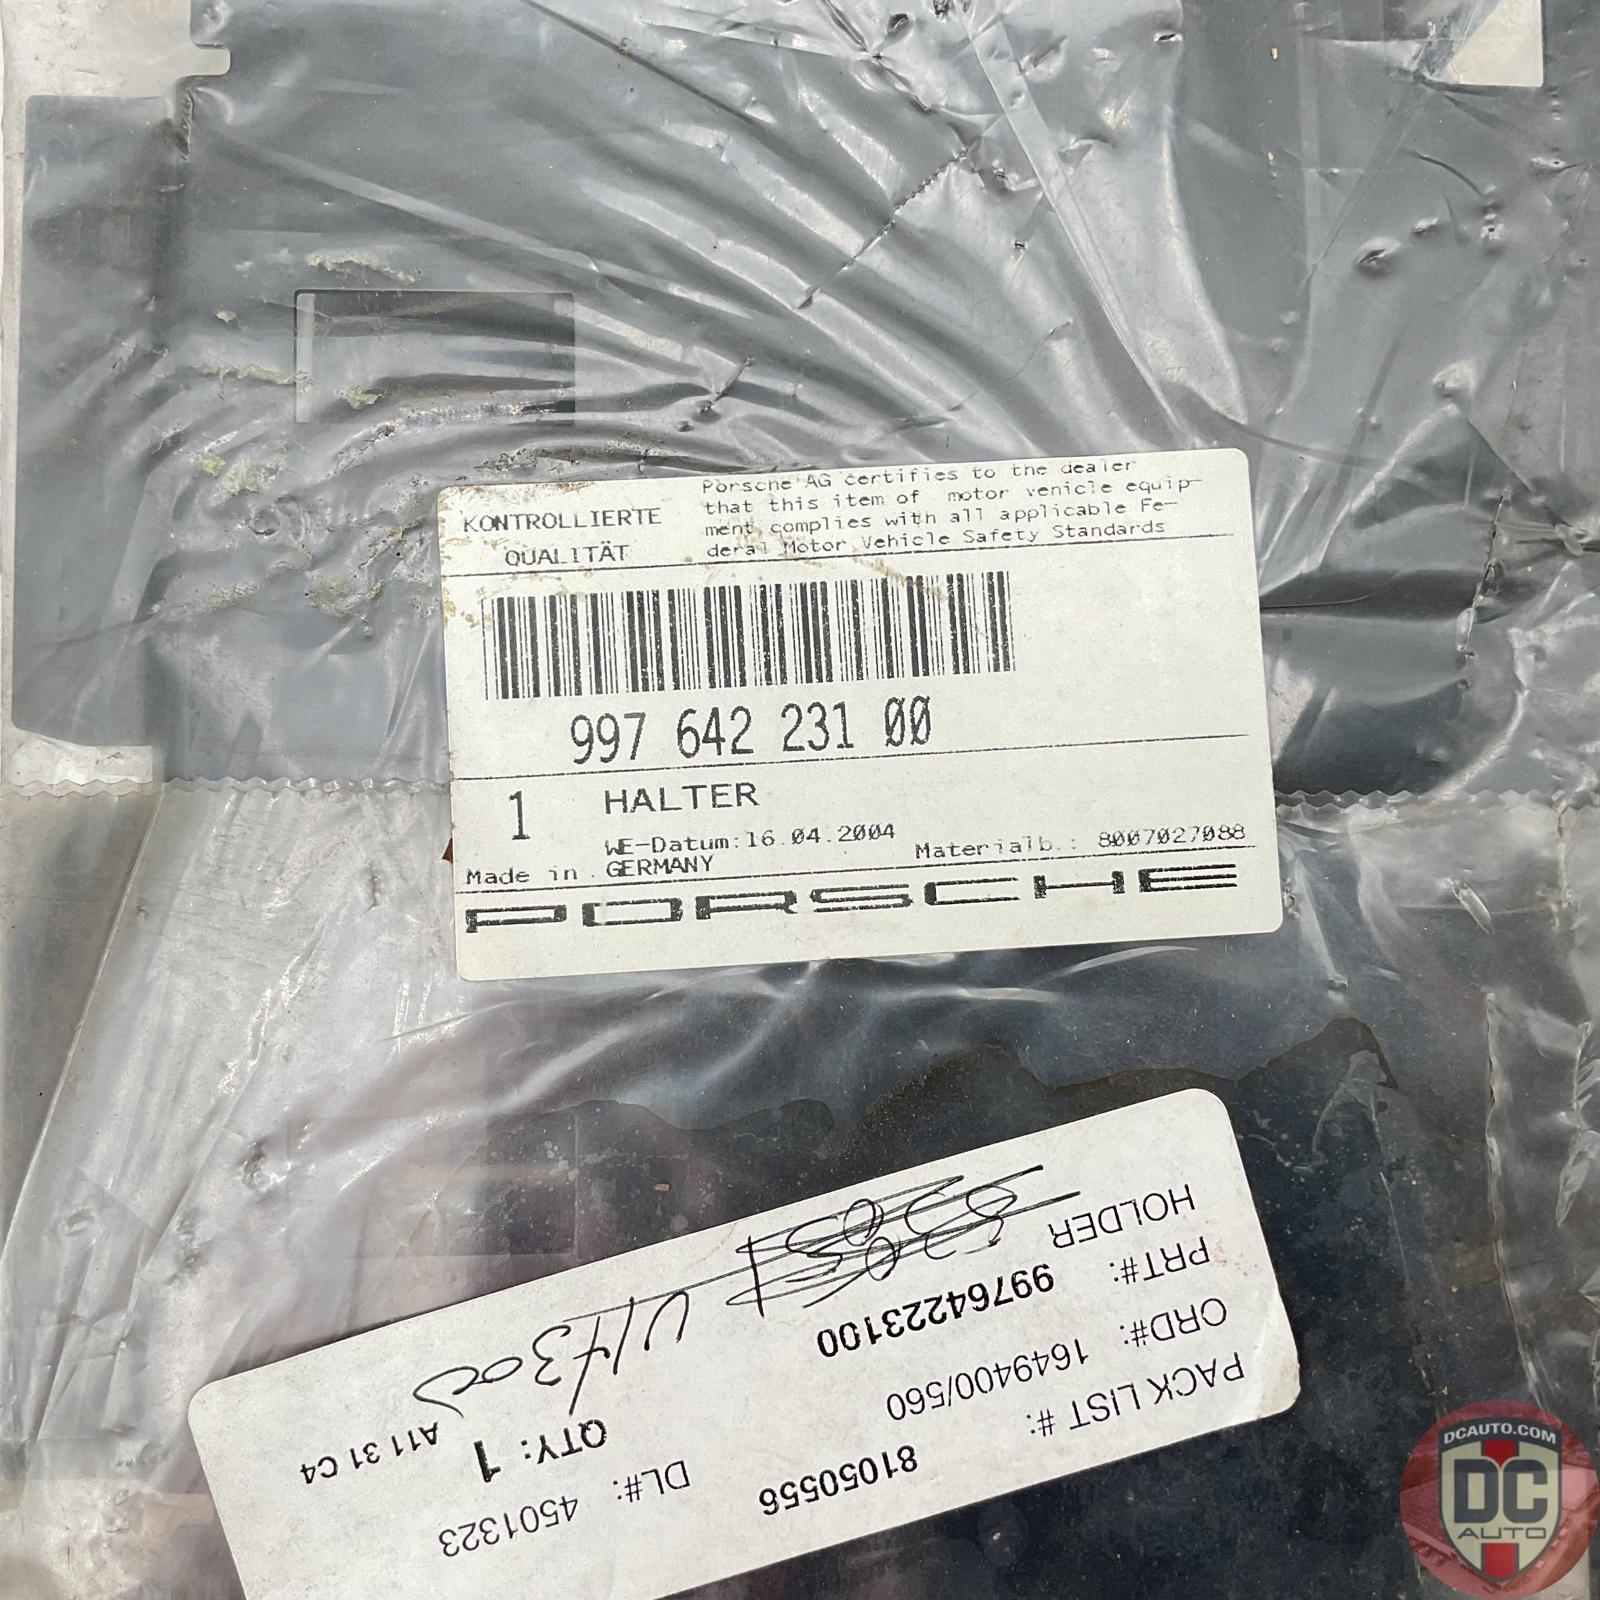 KONTROLLIERTE
QUALITÄT
Porsche AG certifies to the dealer
that this item of motor vehicle equip-
ment complies with all applicable Fe-
deral Motor Vehicle Safety Standards
997 642 231 00
1 HALTER
WE-Datum:16.04.2004 Materialb.: 8007027088
Made in GERMANY
PORSCHE
PACK LIST #: 81050556
ORD#: 1649400/560 DL#: 4501323
PRT#: 99764223100 QTY: 1
HOLDER
A11 31 C4
DCAUTO.COM
DC
AUTO